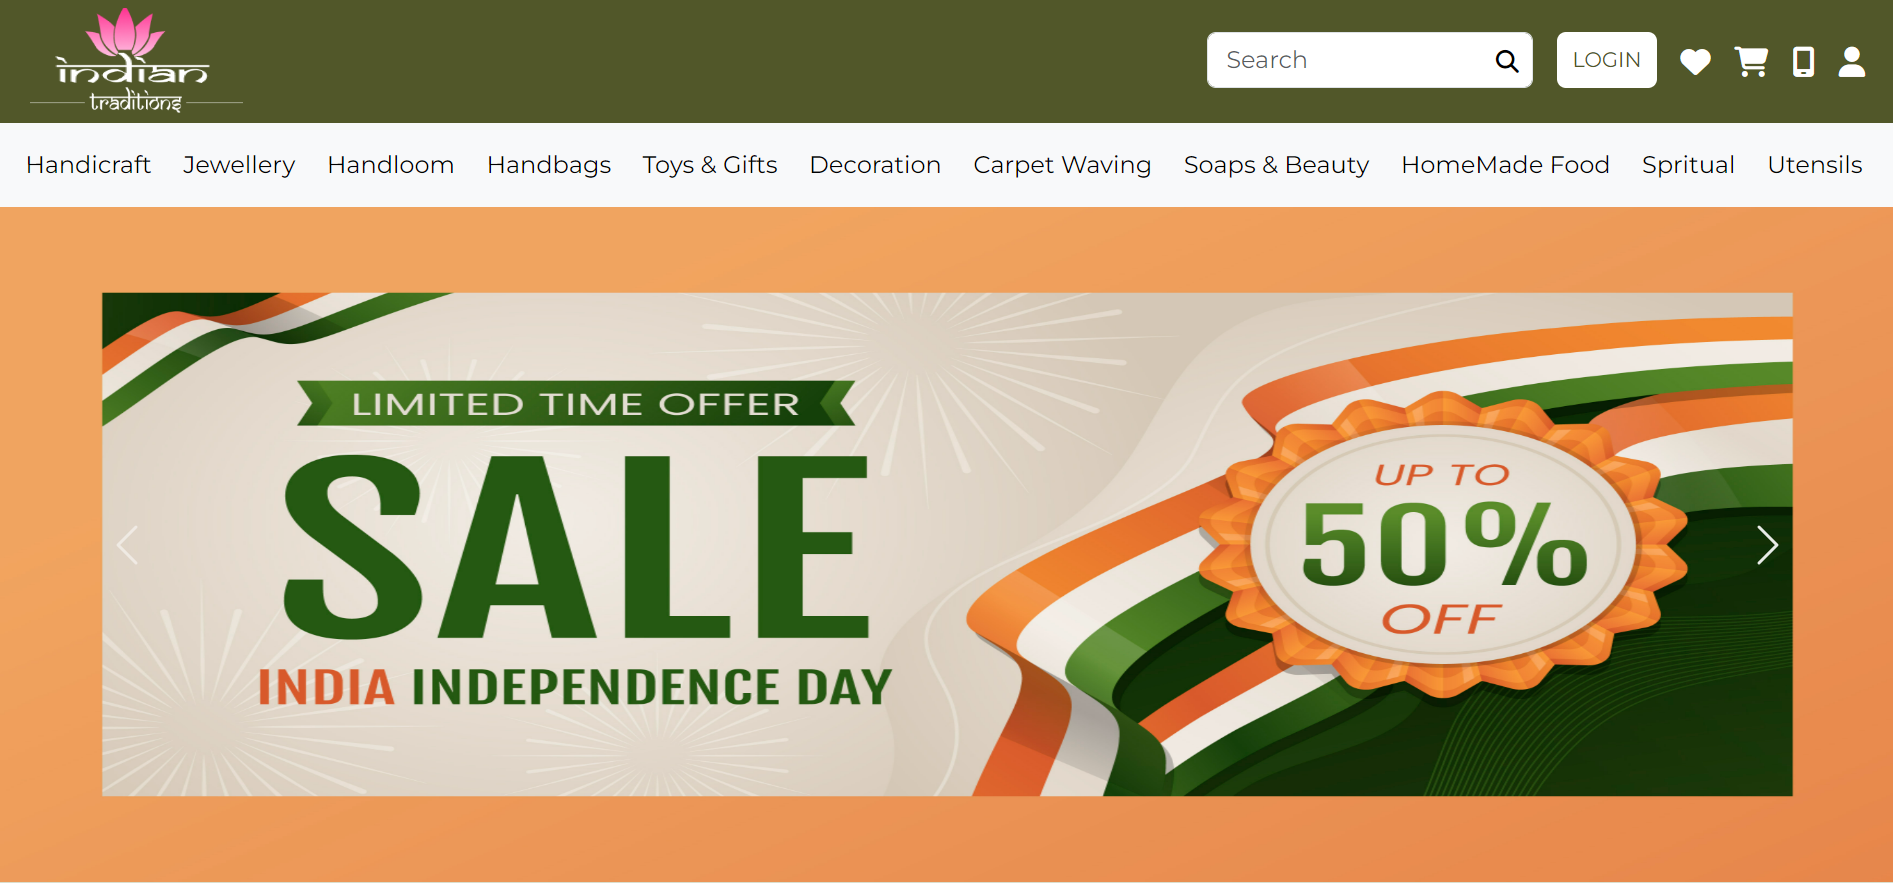 indian
traditions
Search
LOGIN
Handicraft Jewellery Handloom Handbags Toys & Gifts Decoration Carpet Waving Soaps & Beauty HomeMade Food Spritual Utensils
LIMITED TIME OFFER
SALE
INDIA INDEPENDENCE DAY
UP TO
50%
OFF